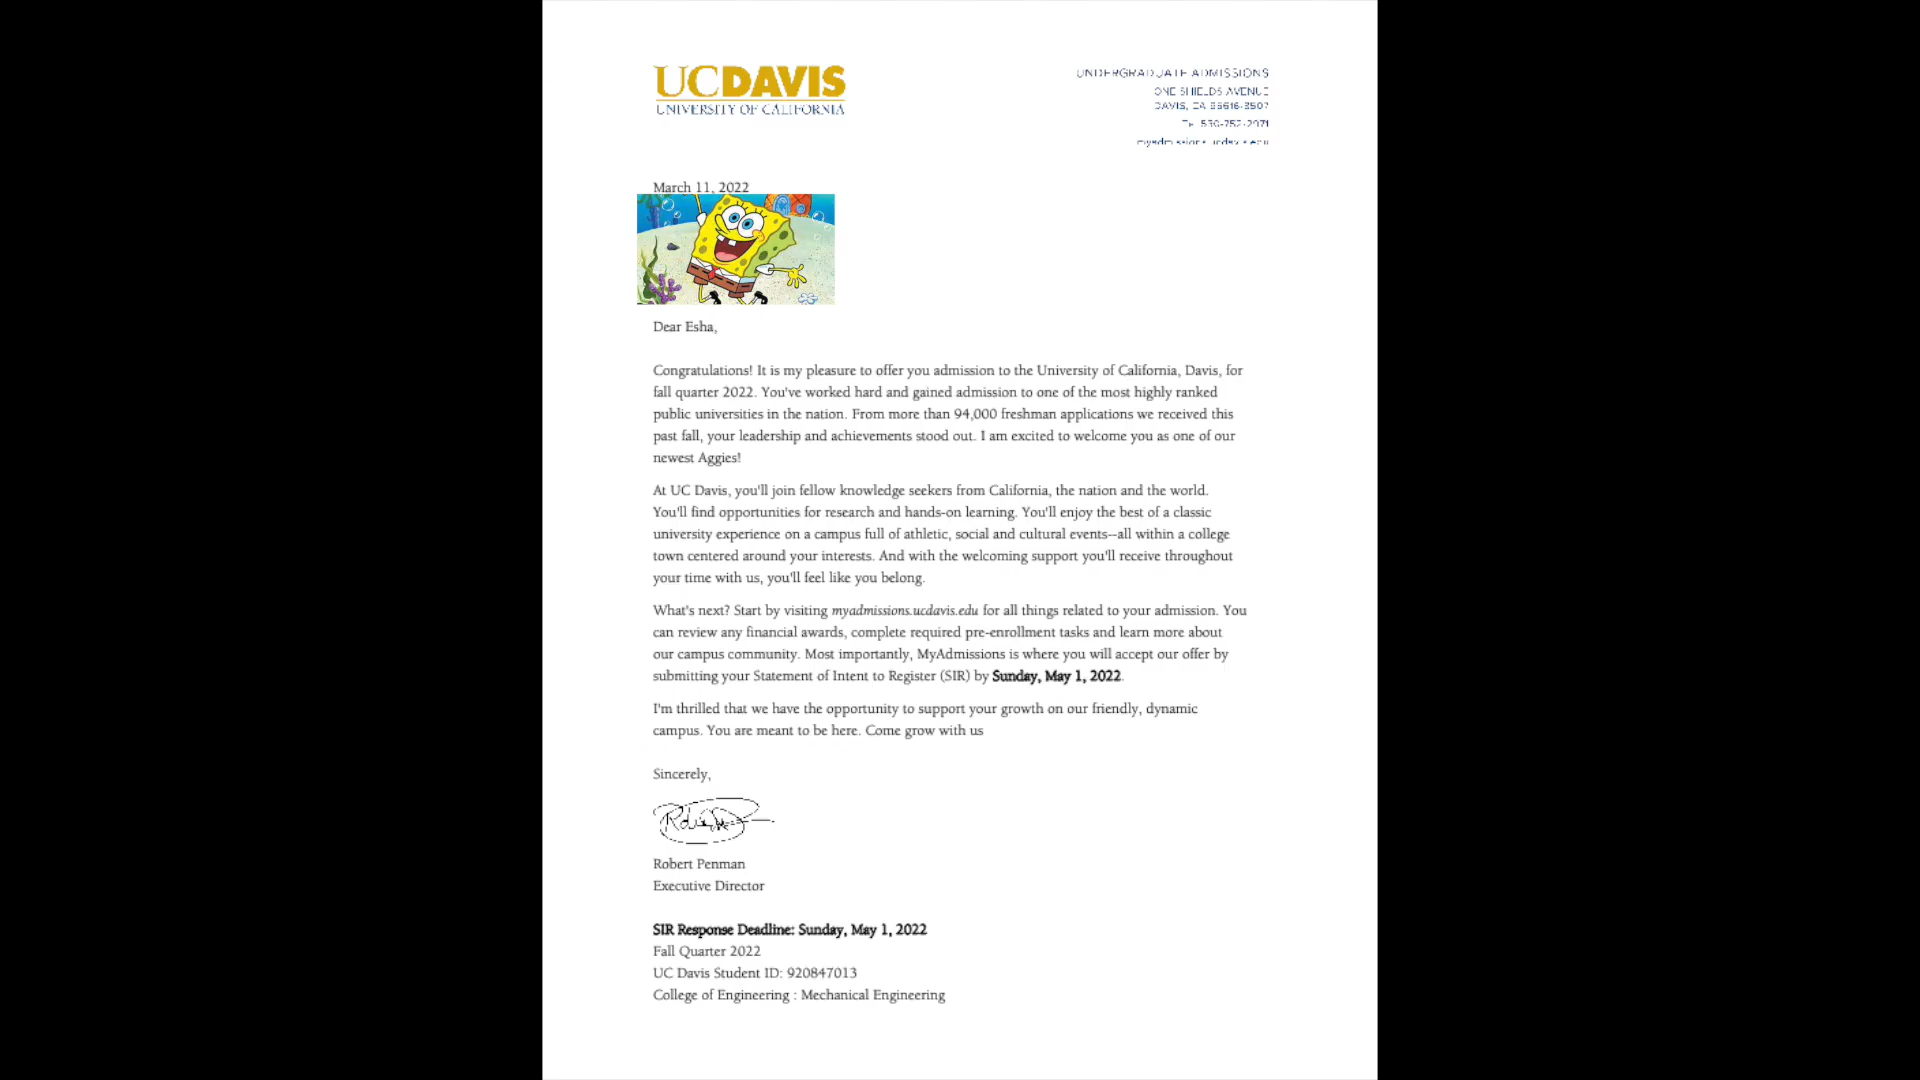 UCDAVIS
UNIVERSITY OF CALIFORNIA
UNDERGRADUATE ADMISSIONS
ONE SHIELDS AVENUE
DAVIS, CA
530-752-2971
March 11, 2022
Dear Esha,
Congratulations! It is my pleasure to offer you admission to the University of California, Davis, for
fall quarter 2022. You've worked hard and gained admission to one of the most highly ranked
public universities in the nation. From more than 94,000 freshman applications we received this
past fall, your leadership and achievements stood out. I am excited to welcome you as one of our
newest Aggies!
At UC Davis, you'll join fellow knowledge seekers from California, the nation and the world.
You'll find opportunities for research and hands-on learning. You'll enjoy the best of a classic
university experience on a campus full of athletic, social and cultural events--all within a college
town centered around your interests. And with the welcoming support you'll receive throughout
your time with us, you'll feel like you belong.
What's next? Start by visiting myadmissions.ucdavis.edu for all things related to your admission. You
can review any financial awards, complete required pre-enrollment tasks and learn more about
our campus community. Most importantly, MyAdmissions is where you will accept our offer by
submitting your Statement of Intent to Register (SIR) by Sunday, May 1, 2022.
I'm thrilled that we have the opportunity to support your growth on our friendly, dynamic
campus. You are meant to be here. Come grow with us
Sincerely,
Robert Penman
Executive Director
SIR Response Deadline: Sunday, May 1, 2022
Fall Quarter 2022
UC Davis Student ID: 920847013
College of Engineering : Mechanical Engineering